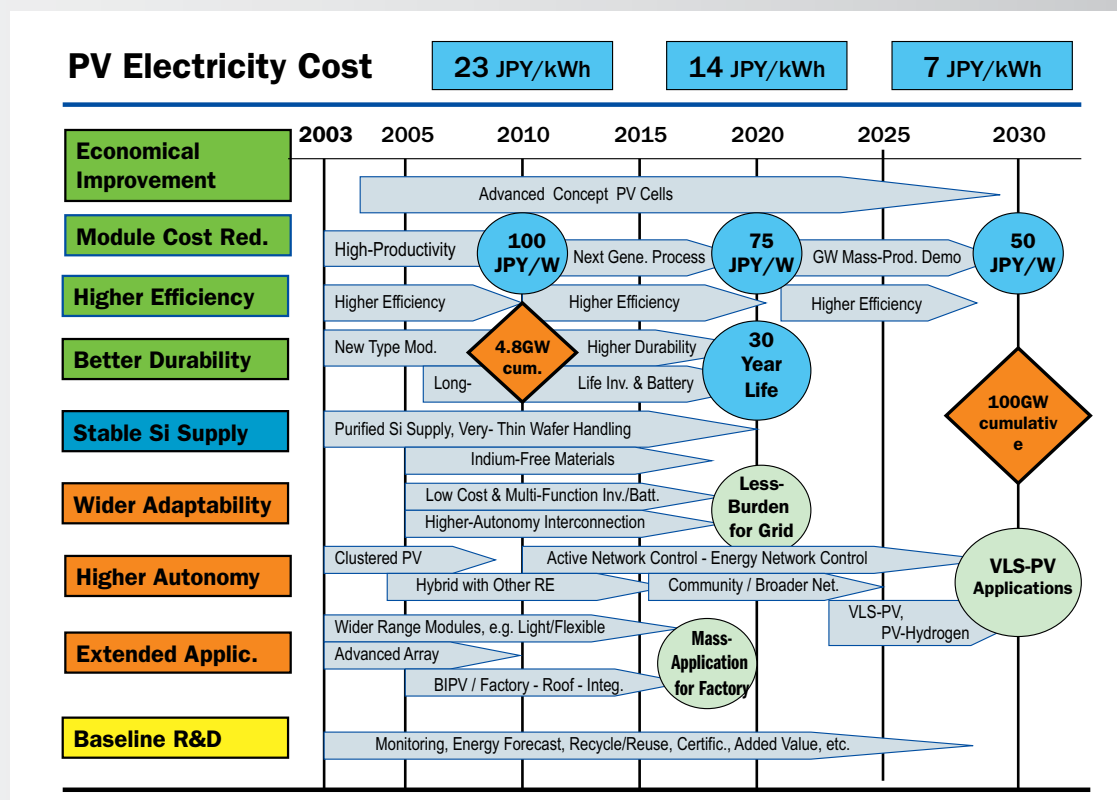 PV Electricity Cost
23 JPY/kWh
14 JPY/kWh
7 JPY/kWh
2003 2005 2010 2015 2020 2025 2030
Economical
Improvement
Advanced Concept PV Cells
Module Cost Red.
High-Productivity
100
JPY/W
Next Gene. Process
75
JPY/W
GW Mass-Prod. Demo
50
JPY/W
Higher Efficiency
Higher Efficiency
Higher Efficiency
Higher Efficiency
Better Durability
New Type Mod.
4.8GW
cum.
Higher Durability
30
Year
Life
Long-
Life Inv. & Battery
100GW
cumulativ
e
Stable Si Supply
Purified Si Supply, Very- Thin Wafer Handling
Indium-Free Materials
Wider Adaptability
Low Cost & Multi-Function Inv./Batt.
Higher-Autonomy Interconnection
Less-
Burden
for Grid
Higher Autonomy
Clustered PV
Active Network Control - Energy Network Control
Hybrid with Other RE
Community / Broader Net.
VLS-PV
Applications
VLS-PV,
PV-Hydrogen
Extended Applic.
Wider Range Modules, e.g. Light/Flexible
Advanced Array
BIPV / Factory - Roof - Integ.
Mass-
Application
for Factory
Baseline R&D
Monitoring, Energy Forecast, Recycle/Reuse, Certific., Added Value, etc.